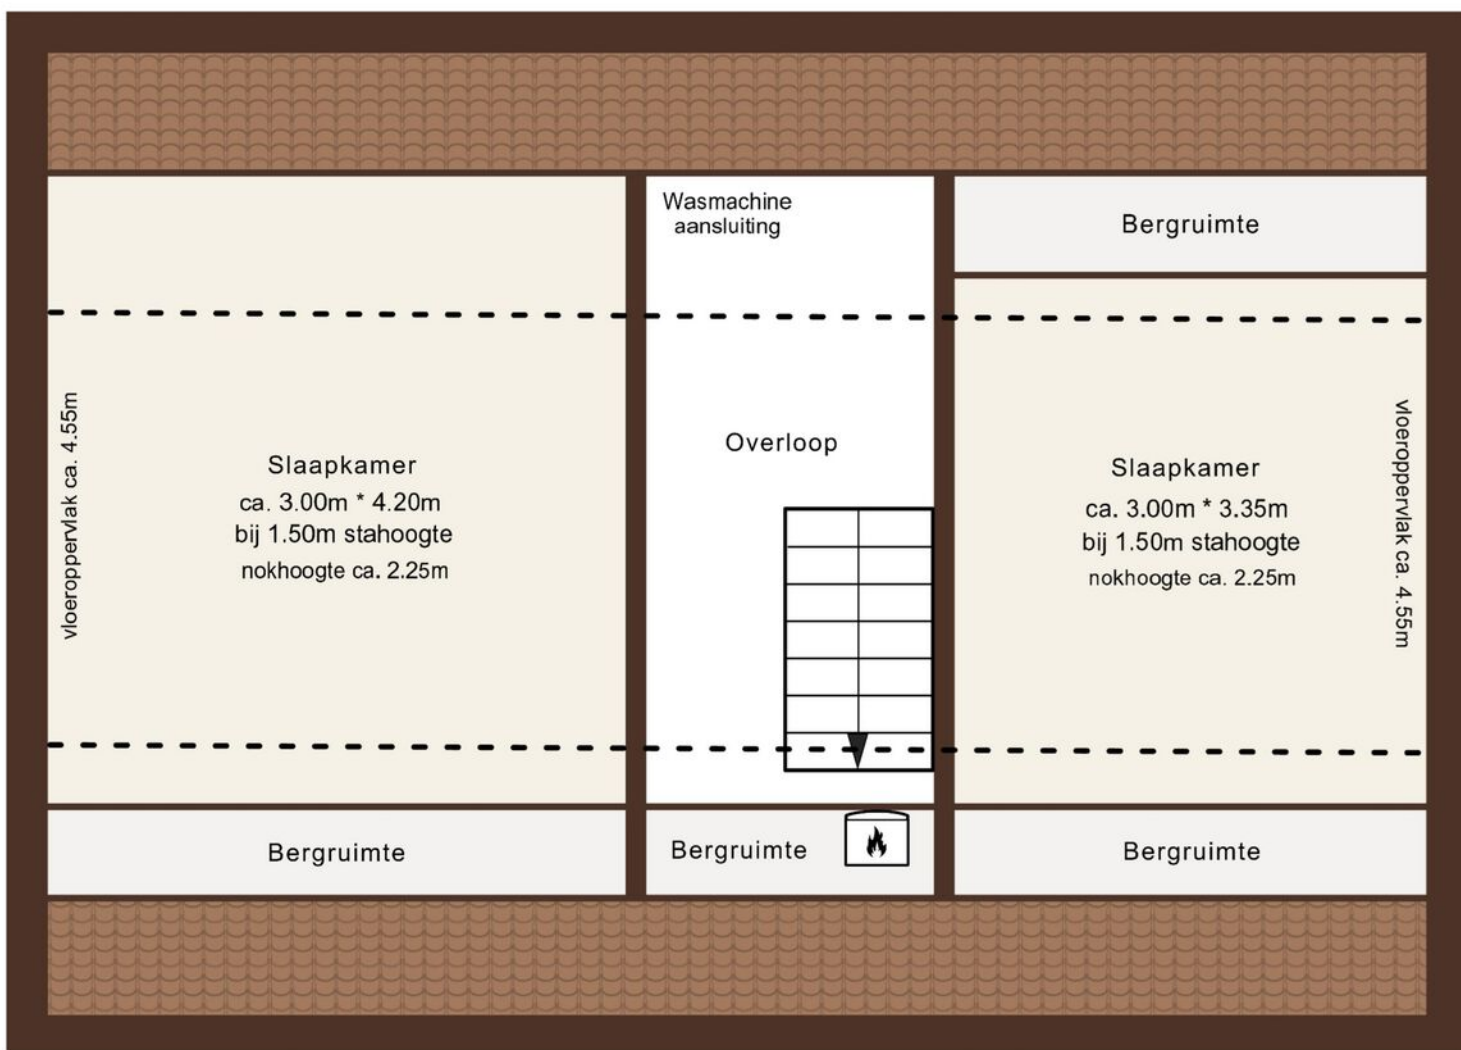 Wasmachine
aansluiting
Bergruimte
vloeroppervlak ca. 4.55m
Slaapkamer
ca. 3.00m * 4.20m
bij 1.50m stahoogte
nokhoogte ca. 2.25m
Overloop
Slaapkamer
ca. 3.00m * 3.35m
bij 1.50m stahoogte
nokhoogte ca. 2.25m
vloeroppervlak ca. 4.55m
Bergruimte
Bergruimte
Bergruimte